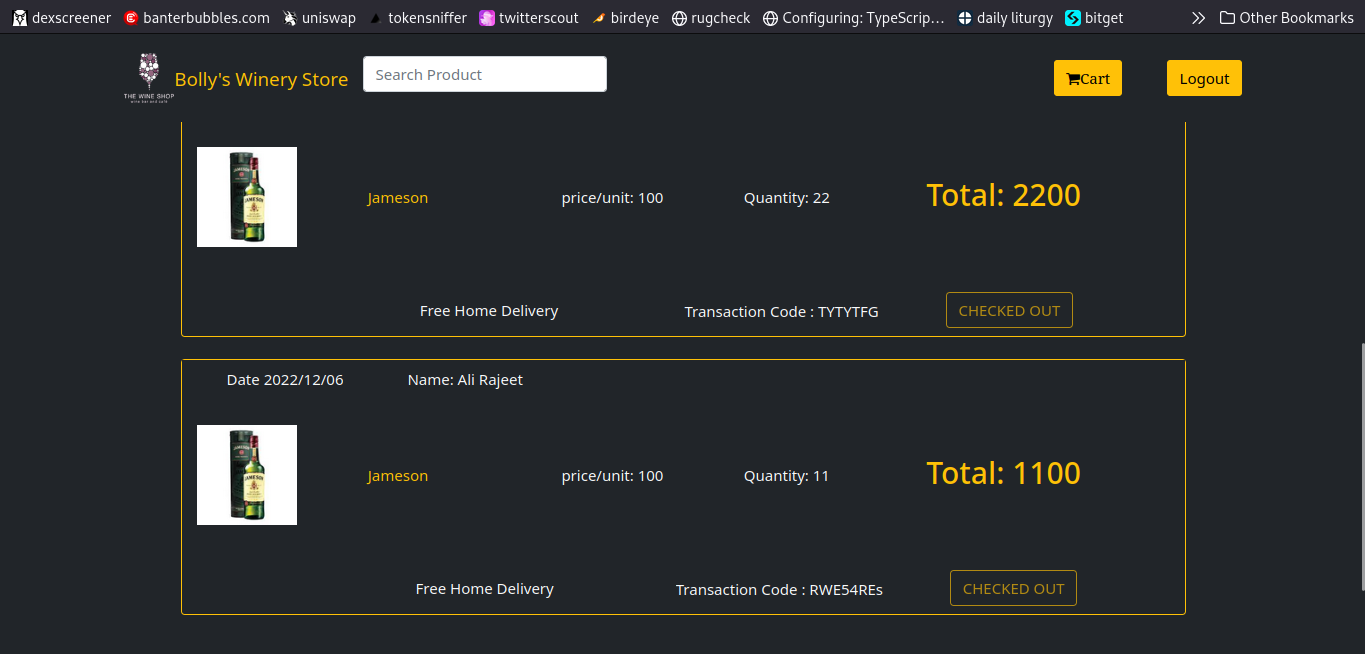 dexscreener banterbubbles.com uniswap tokensniffer twitterscout birdeye rugcheck Configuring: TypeScrip… daily liturgy bitget Other Bookmarks
THE WINE SHOP
wine bar and cafe
Bolly's Winery Store Search Product Cart Logout
JAMESON
Jameson price/unit: 100 Quantity: 22 Total: 2200
Free Home Delivery Transaction Code : TYTYTFG CHECKED OUT
Date 2022/12/06 Name: Ali Rajeet
JAMESON
Jameson price/unit: 100 Quantity: 11 Total: 1100
Free Home Delivery Transaction Code : RWE54REs CHECKED OUT